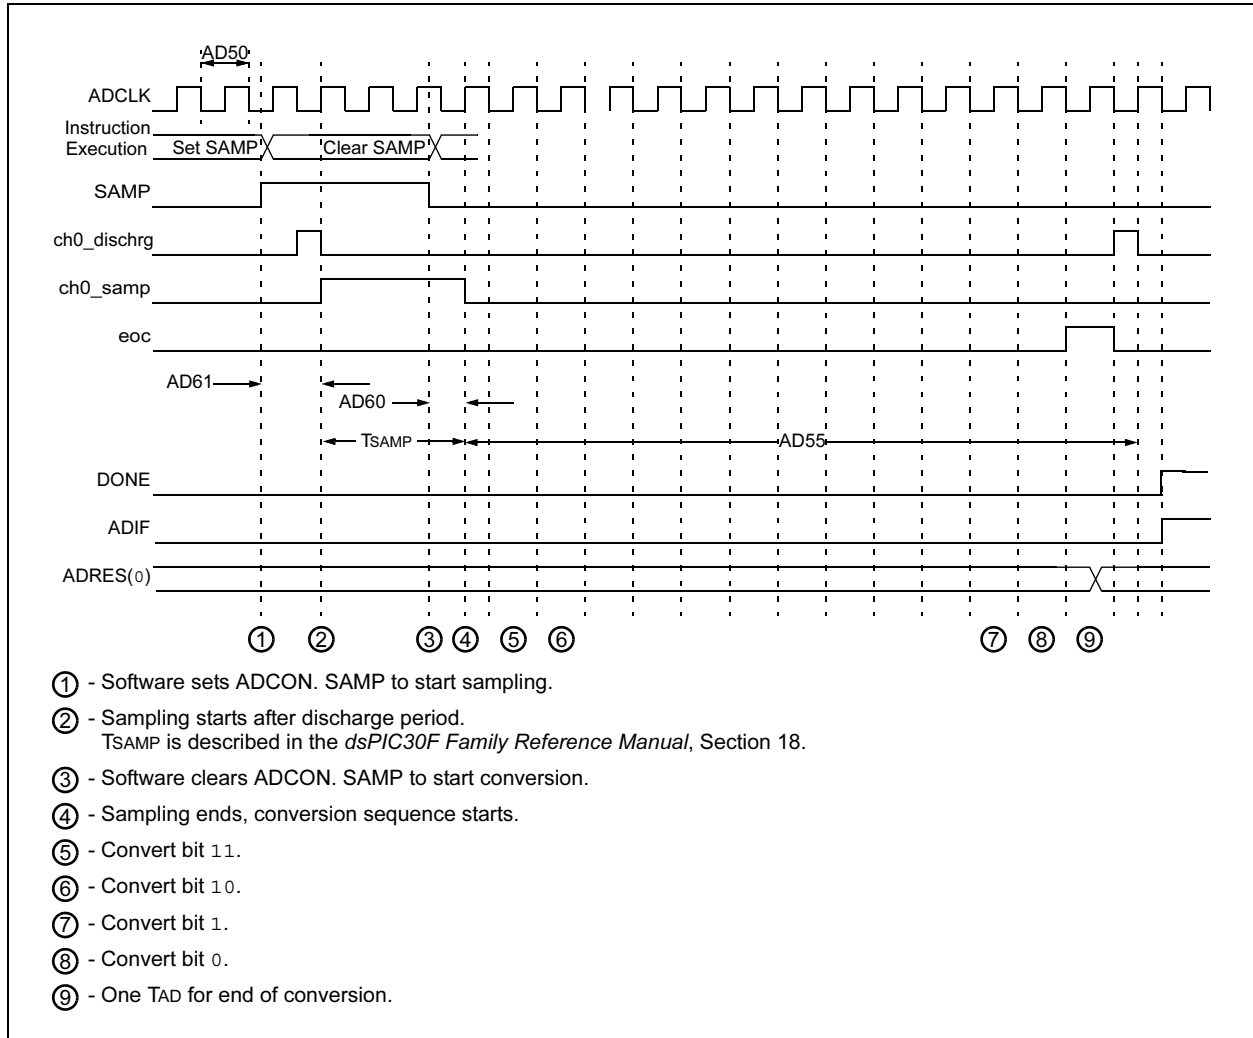 AD50
ADCLK
Instruction
Execution
Set SAMP
Clear SAMP
SAMP
ch0_dischrg
ch0_samp
eoc
AD61
AD60
TSAMP
AD55
DONE
ADIF
ADRES(0)
1 2 3 4 5 6 7 8 9
1 - Software sets ADCON. SAMP to start sampling.
2 - Sampling starts after discharge period.
TSAMP is described in the dsPIC30F Family Reference Manual, Section 18.
3 - Software clears ADCON. SAMP to start conversion.
4 - Sampling ends, conversion sequence starts.
5 - Convert bit 11.
6 - Convert bit 10.
7 - Convert bit 1.
8 - Convert bit 0.
9 - One TAD for end of conversion.